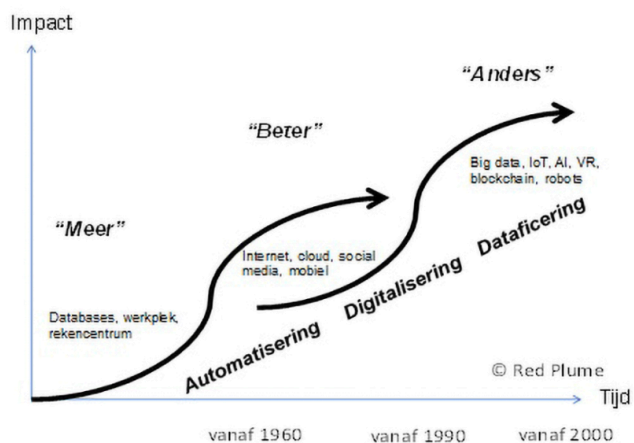 Impact
“Anders”
“Beter”
Big data, IoT, AI, VR,
blockchain, robots
“Meer”
Internet, cloud, social
media, mobiel
Databases, werkplek,
rekencentrum
Automatisering
Digitalisering
Dataficering
© Red Plume
Tijd
vanaf 1960
vanaf 1990
vanaf 2000